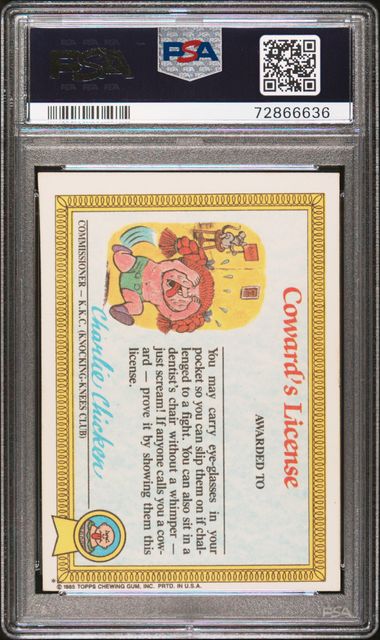 PSA
PSA
72866636
Coward's License
AWARDED TO
You may carry eye-glasses in your
pocket so you can slip them on if chal-
lenged to a fight. You can also sit in a
dentist's chair without a whimper —
just scream! If anyone calls you a cow-
ard — prove it by showing them this
license.
Charlie Chicken
COMMISSIONER — K.K.C. (KNOCKING-KNEES CLUB)
* © 1985 TOPPS CHEWING GUM, INC. PRTD. IN U.S.A.
PSA